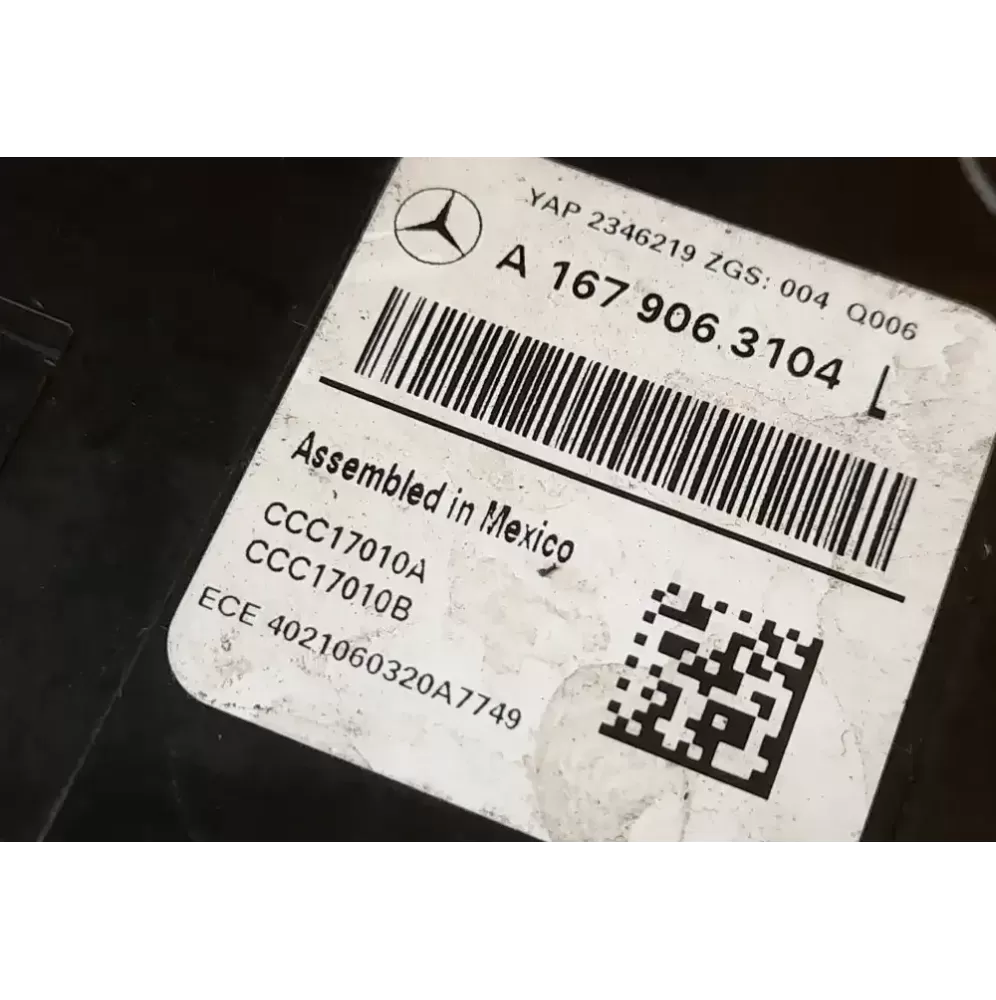 YAP 2346219 ZGS: 004 Q006
A 167 906 3104 L
Assembled in Mexico
CCC17010A
CCC17010B
ECE 4021060320A7749